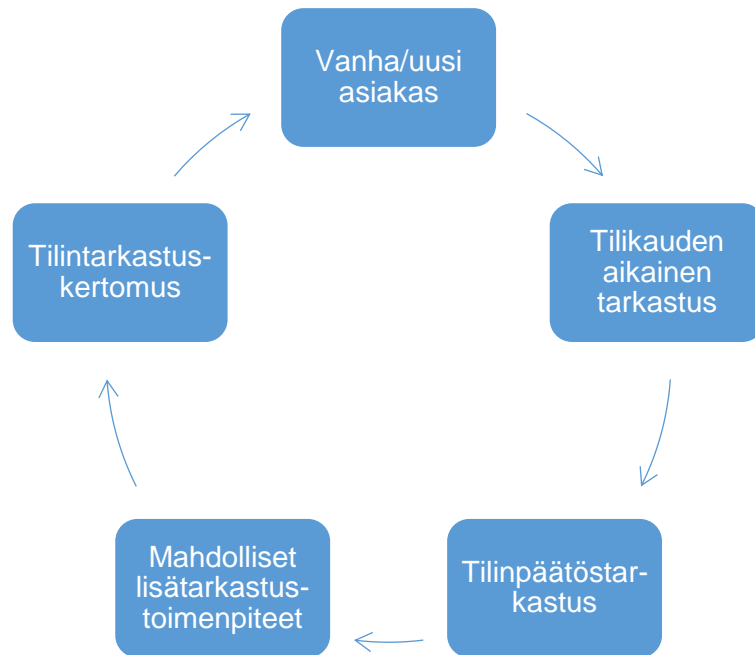 Vanha/uusi
asiakas
Tilikauden
aikainen
tarkastus
Tilinpäätöstar-
kastus
Mahdolliset
lisätarkastus-
toimenpiteet
Tilintarkastus-
kertomus